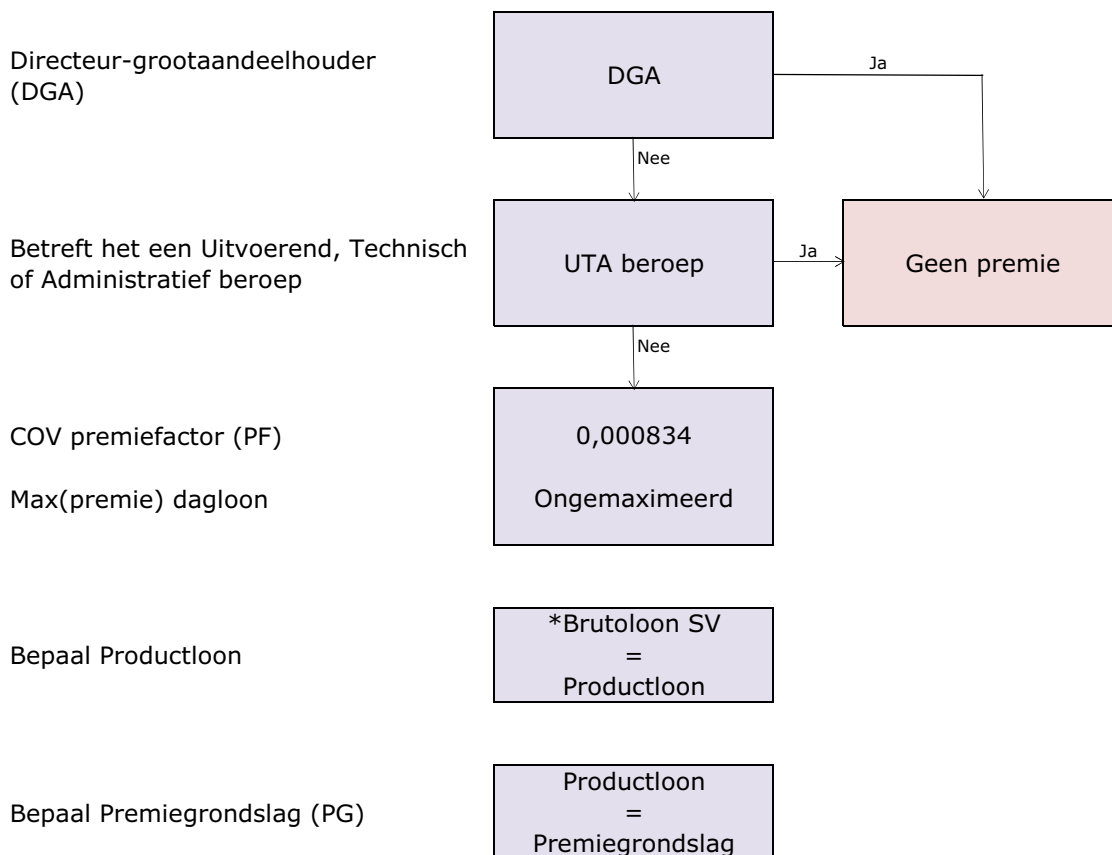 Directeur-grootaandeelhouder
(DGA)
DGA
Ja
Nee
Betreft het een Uitvoerend, Technisch
of Administratief beroep
UTA beroep
Ja
Geen premie
Nee
COV premiefactor (PF)
0,000834
Max(premie) dagloon
Ongemaximeerd
Bepaal Productloon
*Brutoloon SV
=
Productloon
Bepaal Premiegrondslag (PG)
Productloon
=
Premiegrondslag